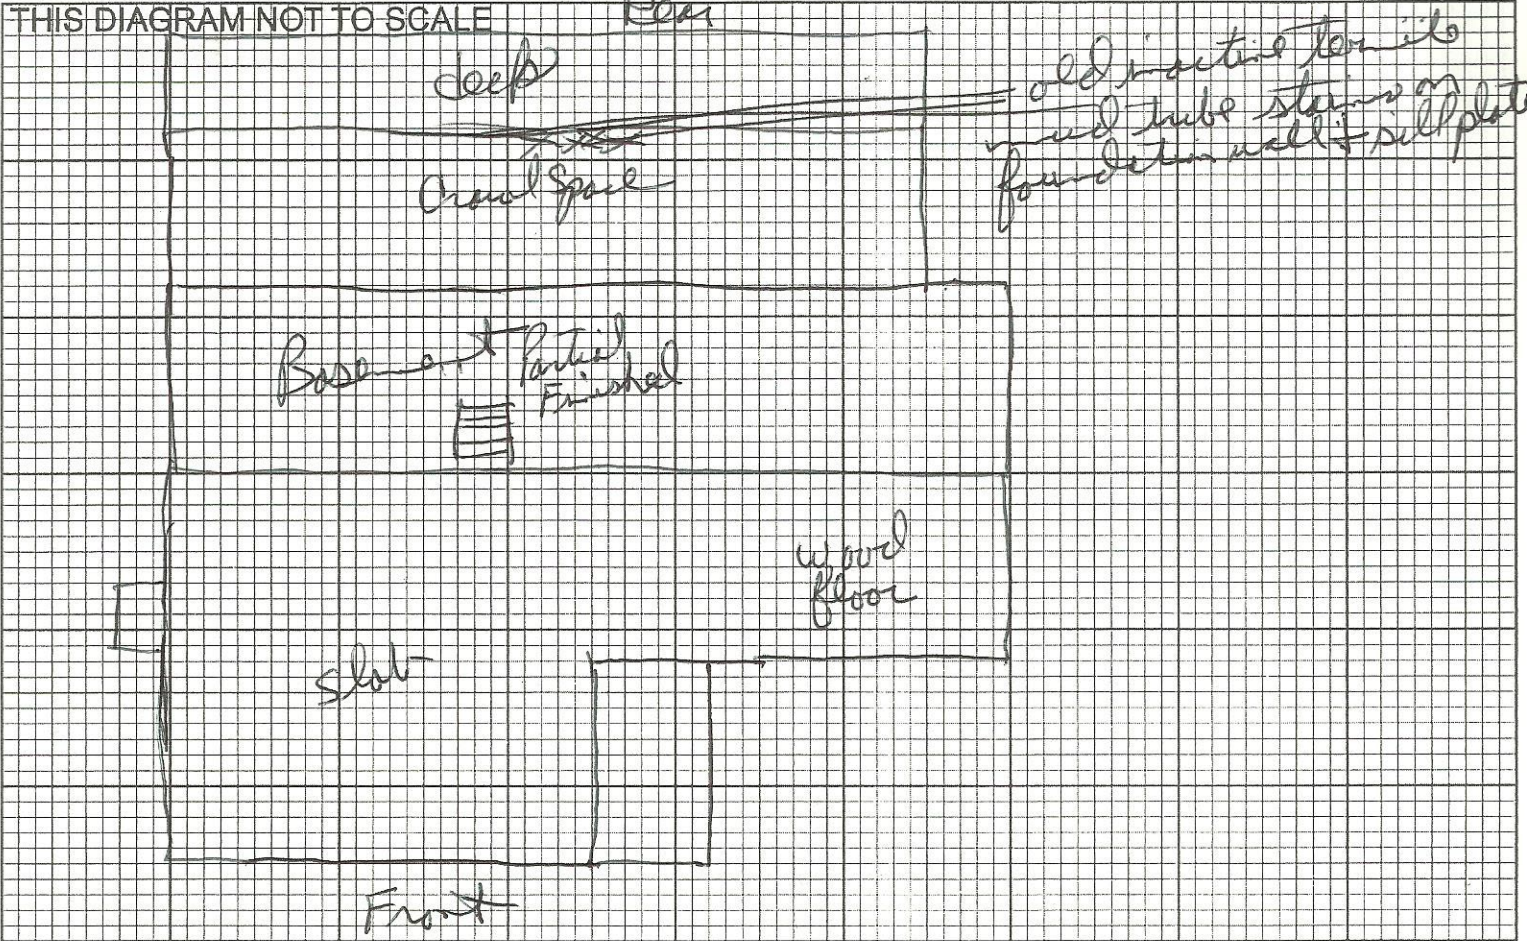 THIS DIAGRAM NOT TO SCALE
Rear
old inactive termite
mud tube stains on
foundation wall + sill plate
Crawl Space
Basement Partial
Finished
wood
floor
slab
Front